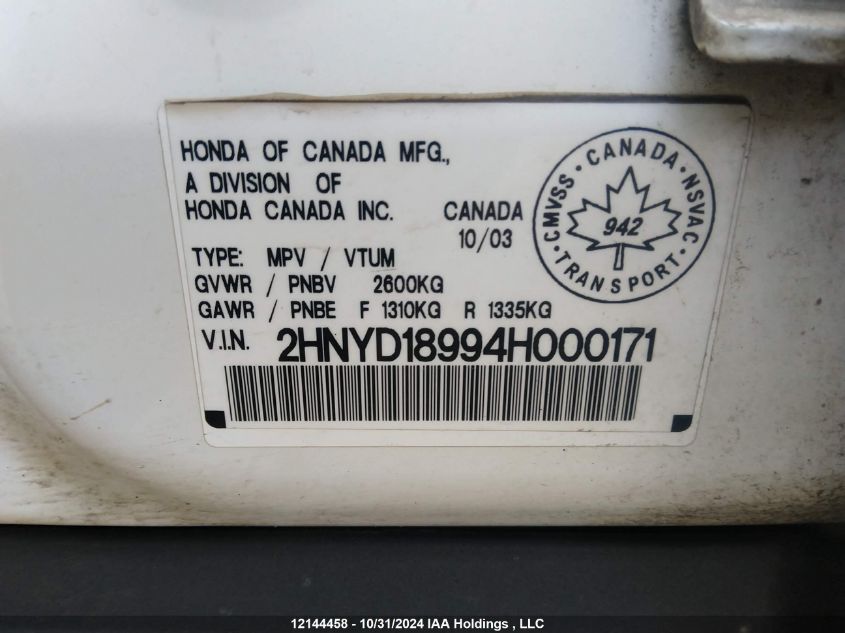 HONDA OF CANADA MFG.,
A DIVISION OF
HONDA CANADA INC. CANADA
10/03
TYPE: MPV / VTUM
GVWR / PNBV 2600KG
GAWR / PNBE F 1310KG R 1335KG
V.I.N. 2HNYD18994H000171
CANADA
CMVSS
942
NSVAC
TRANSPORT
12144458 - 10/31/2024 IAA Holdings , LLC